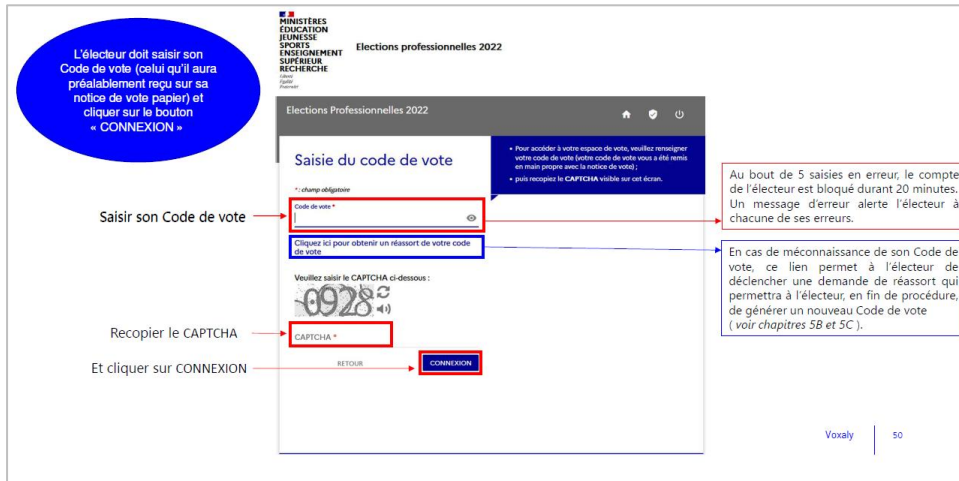 L'électeur doit saisir son
Code de vote (celui qu'il aura
préalablement reçu sur sa
notice de vote papier) et
cliquer sur le bouton
« CONNEXION »
MINISTÈRES
ÉDUCATION
JEUNESSE
SPORTS
ENSEIGNEMENT
SUPÉRIEUR
RECHERCHE
Liberté
Égalité
Fraternité
Elections professionnelles 2022
Elections Professionnelles 2022
Saisie du code de vote
• Pour accéder à votre espace de vote, veuillez renseigner
votre code de vote (votre code de vote vous a été remis
en main propre avec la notice de vote) ;
• puis recopiez le CAPTCHA visible sur cet écran.
* : champ obligatoire
Saisir son Code de vote
Code de vote *
Cliquez ici pour obtenir un réassort de votre code
de vote
Veuillez saisir le CAPTCHA ci-dessous :
0928
Recopier le CAPTCHA
CAPTCHA *
Et cliquer sur CONNEXION
RETOUR
CONNEXION
Au bout de 5 saisies en erreur, le compte
de l'électeur est bloqué durant 20 minutes.
Un message d'erreur alerte l'électeur à
chacune de ses erreurs.
En cas de méconnaissance de son Code de
vote, ce lien permet à l'électeur de
déclencher une demande de réassort qui
permettra à l'électeur, en fin de procédure,
de générer un nouveau Code de vote
( voir chapitres 5B et 5C ).
Voxaly
50